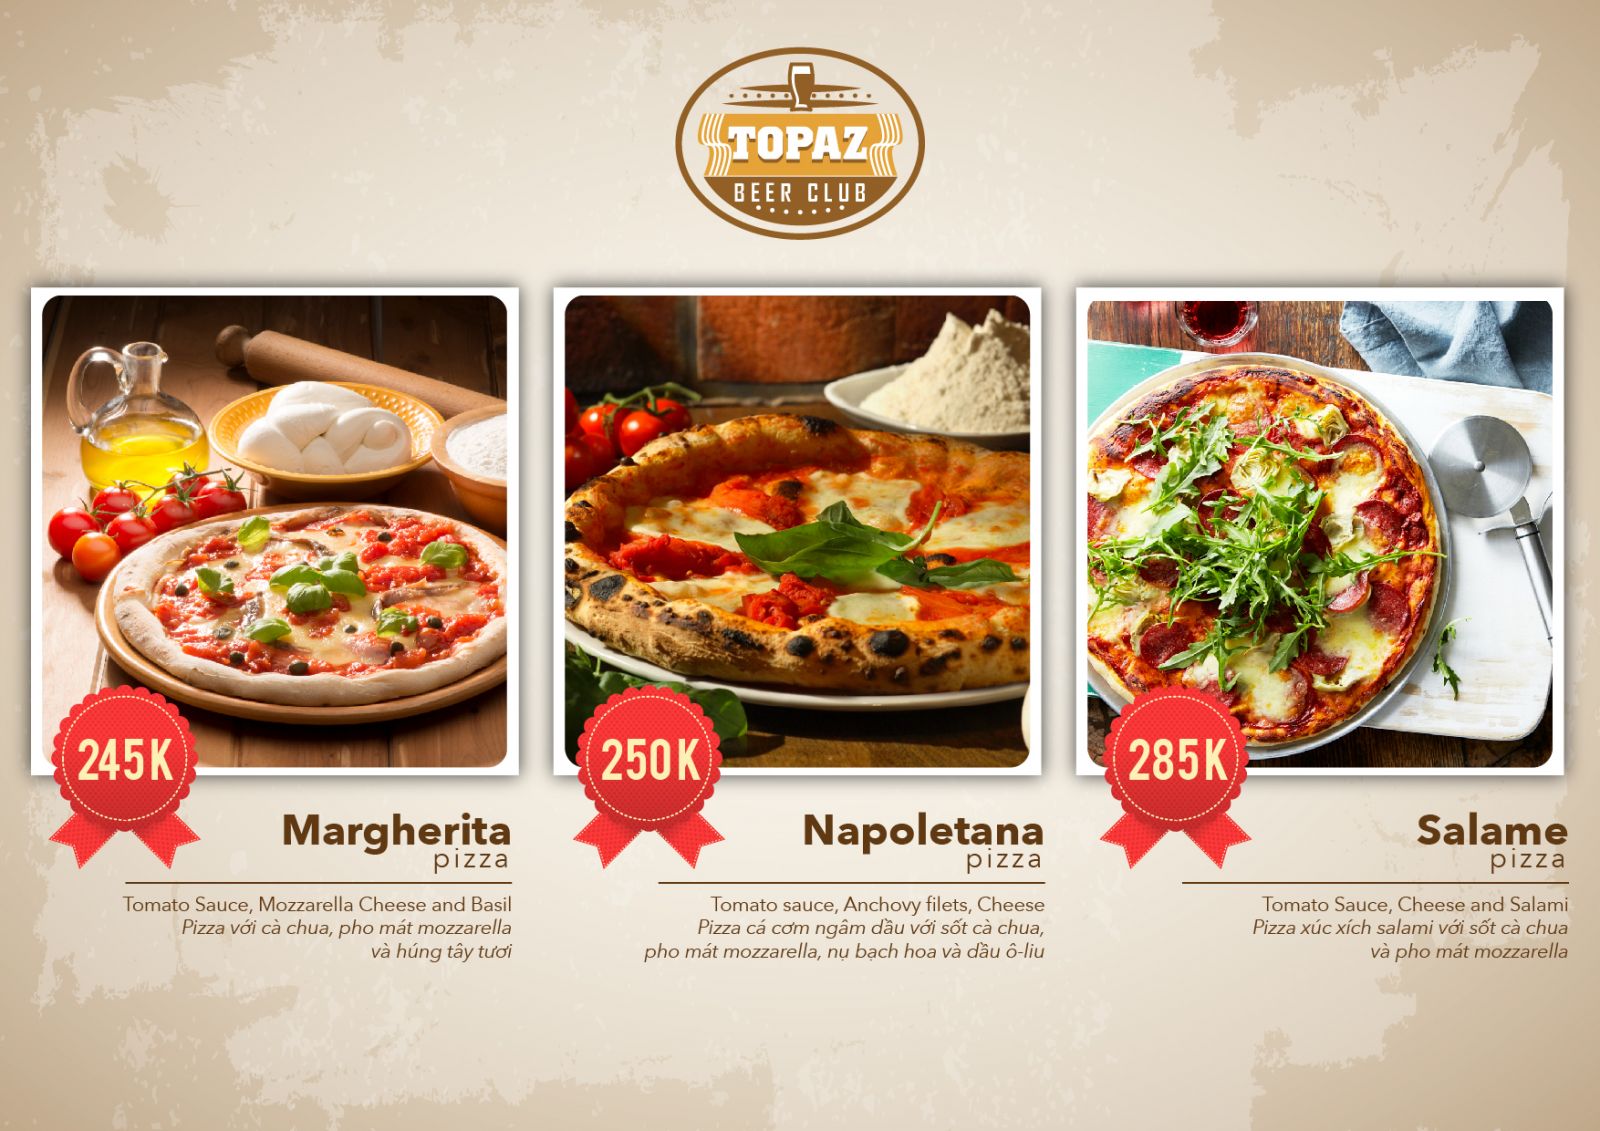 TOPAZ
BEER CLUB
245K
Margherita
pizza
Tomato Sauce, Mozzarella Cheese and Basil
Pizza với cà chua, pho mát mozzarella
và húng tây tươi
250K
Napoletana
pizza
Tomato sauce, Anchovy filets, Cheese
Pizza cá cơm ngâm dầu với sốt cà chua,
pho mát mozzarella, nụ bạch hoa và dầu ô-liu
285K
Salame
pizza
Tomato Sauce, Cheese and Salami
Pizza xúc xích salami với sốt cà chua
và pho mát mozzarella